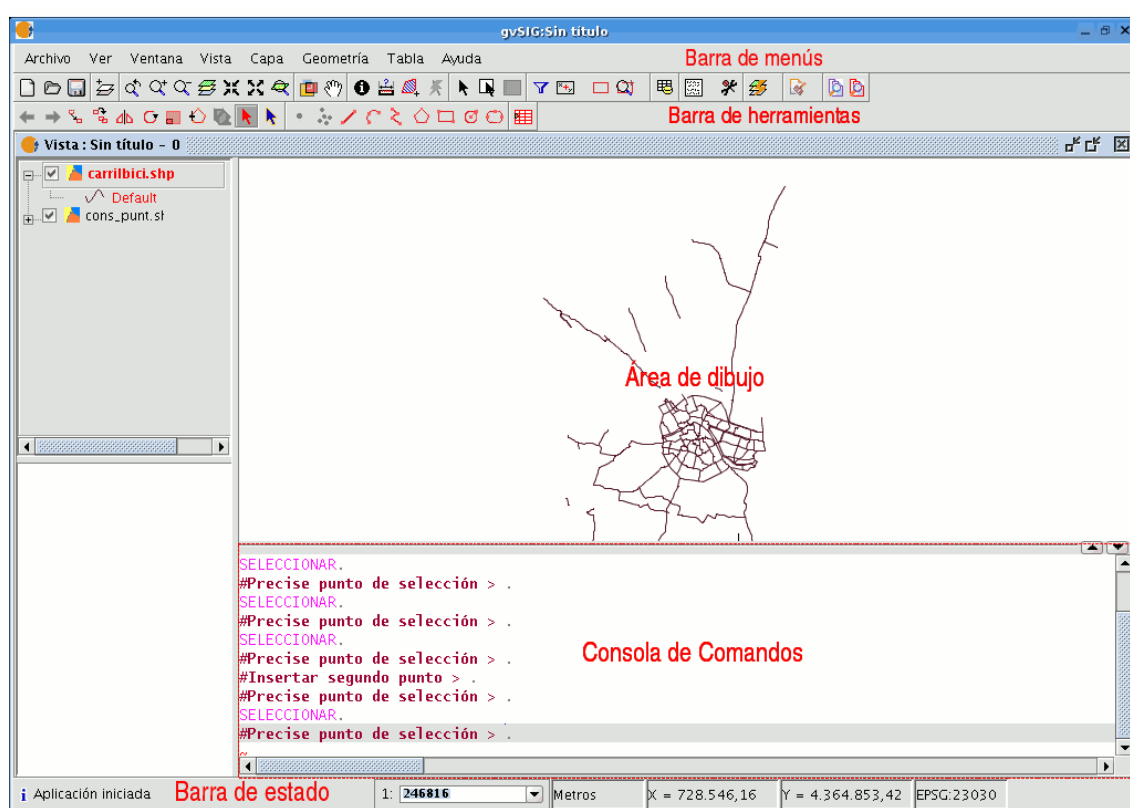 gvSIG:Sin título
Archivo Ver Ventana Vista Capa Geometría Tabla Ayuda
Barra de menús
Barra de herramientas
Vista : Sin título - 0
carrilbici.shp
Default
cons_punt.sh
Área de dibujo
SELECCIONAR.
#Precise punto de selección > .
SELECCIONAR.
#Precise punto de selección > .
SELECCIONAR.
#Precise punto de selección > .
#Insertar segundo punto > .
#Precise punto de selección > .
SELECCIONAR.
#Precise punto de selección > .
Consola de Comandos
i Aplicación iniciada
Barra de estado
1: 246816
Metros
X = 728.546,16
Y = 4.364.853,42
EPSG:23030